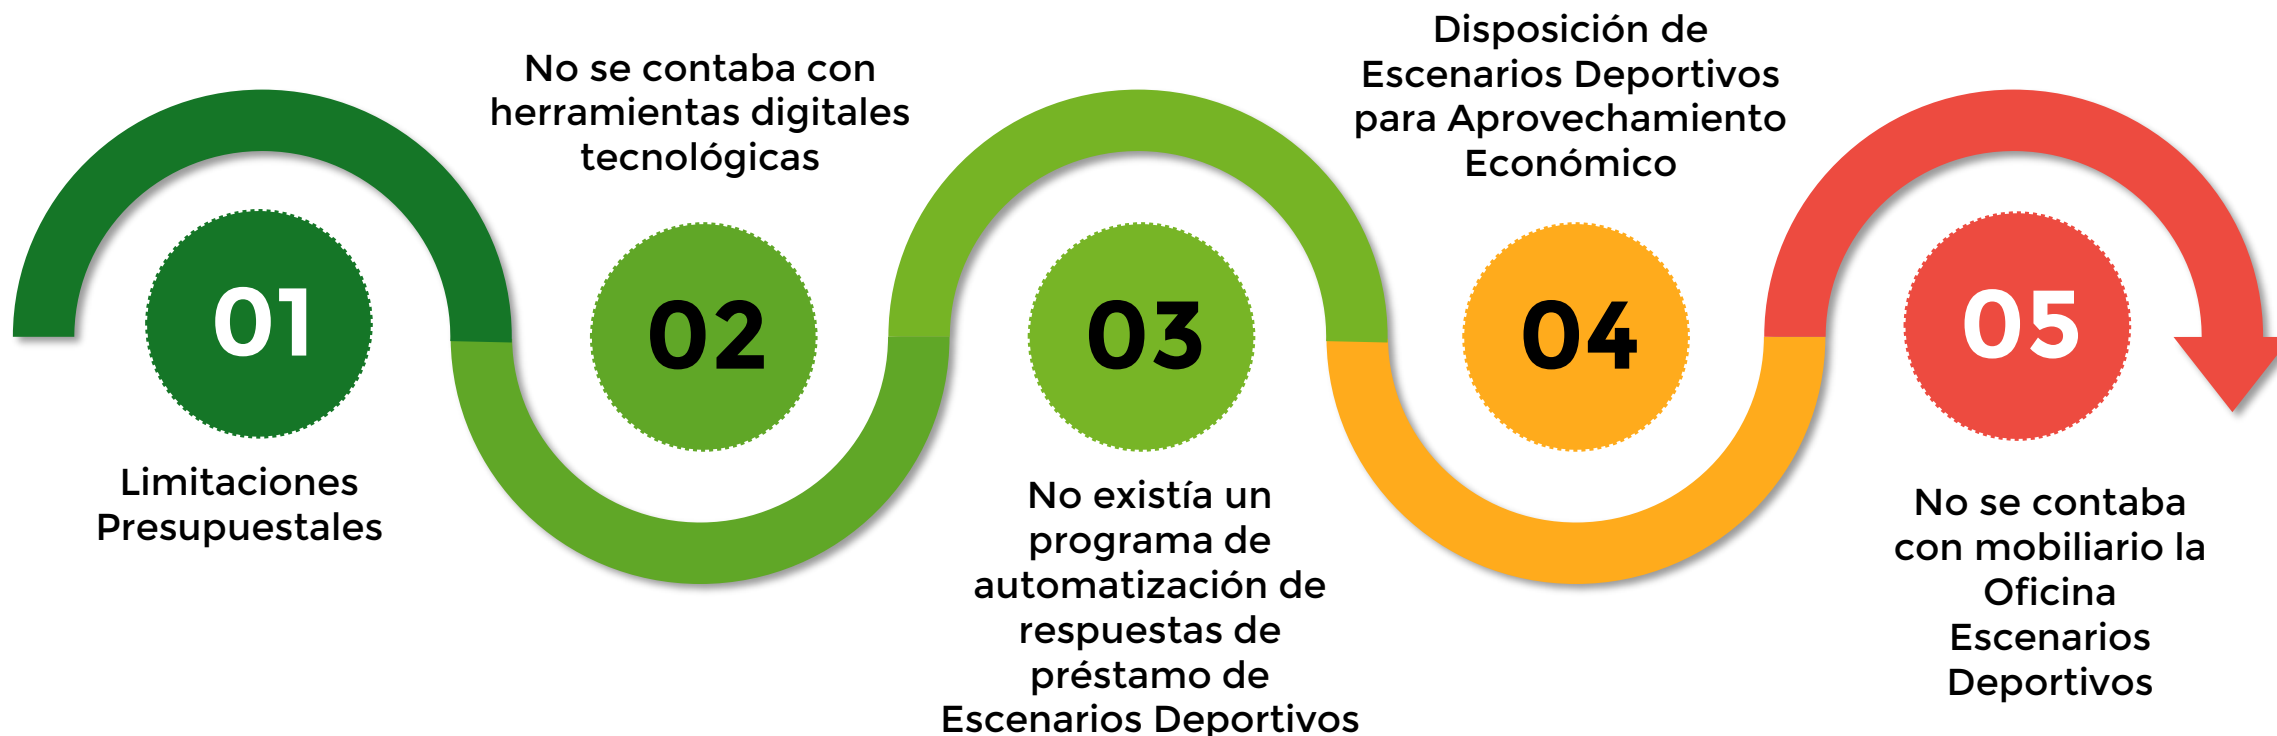 01
Limitaciones
Presupuestales
No se contaba con
herramientas digitales
tecnológicas
02
03
No existía un
programa de
automatización de
respuestas de
préstamo de
Escenarios Deportivos
Disposición de
Escenarios Deportivos
para Aprovechamiento
Económico
04
05
No se contaba
con mobiliario la
Oficina
Escenarios
Deportivos